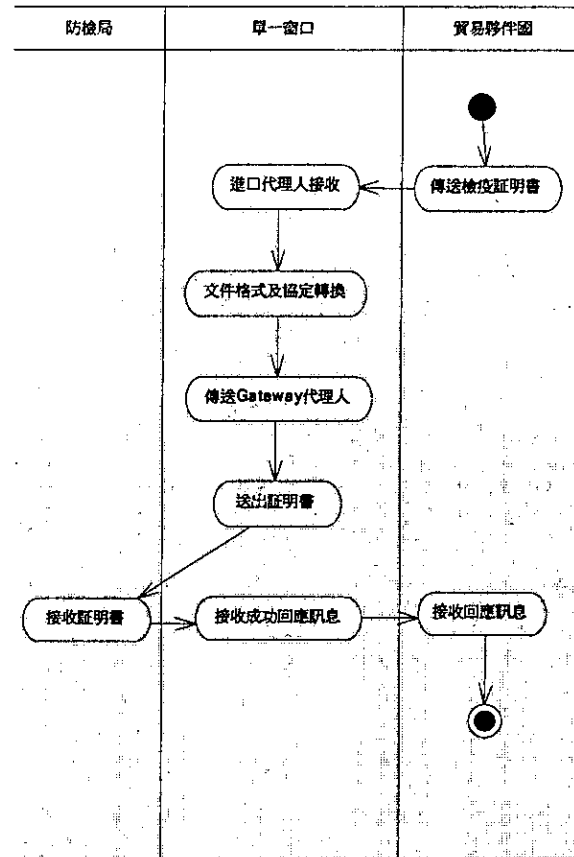 防檢局 單一窗口 貿易夥伴國
進口代理人接收 傳送檢疫証明書
文件格式及協定轉換
傳送Gateway代理人
送出証明書
接收証明書 接收成功回應訊息 接收回應訊息